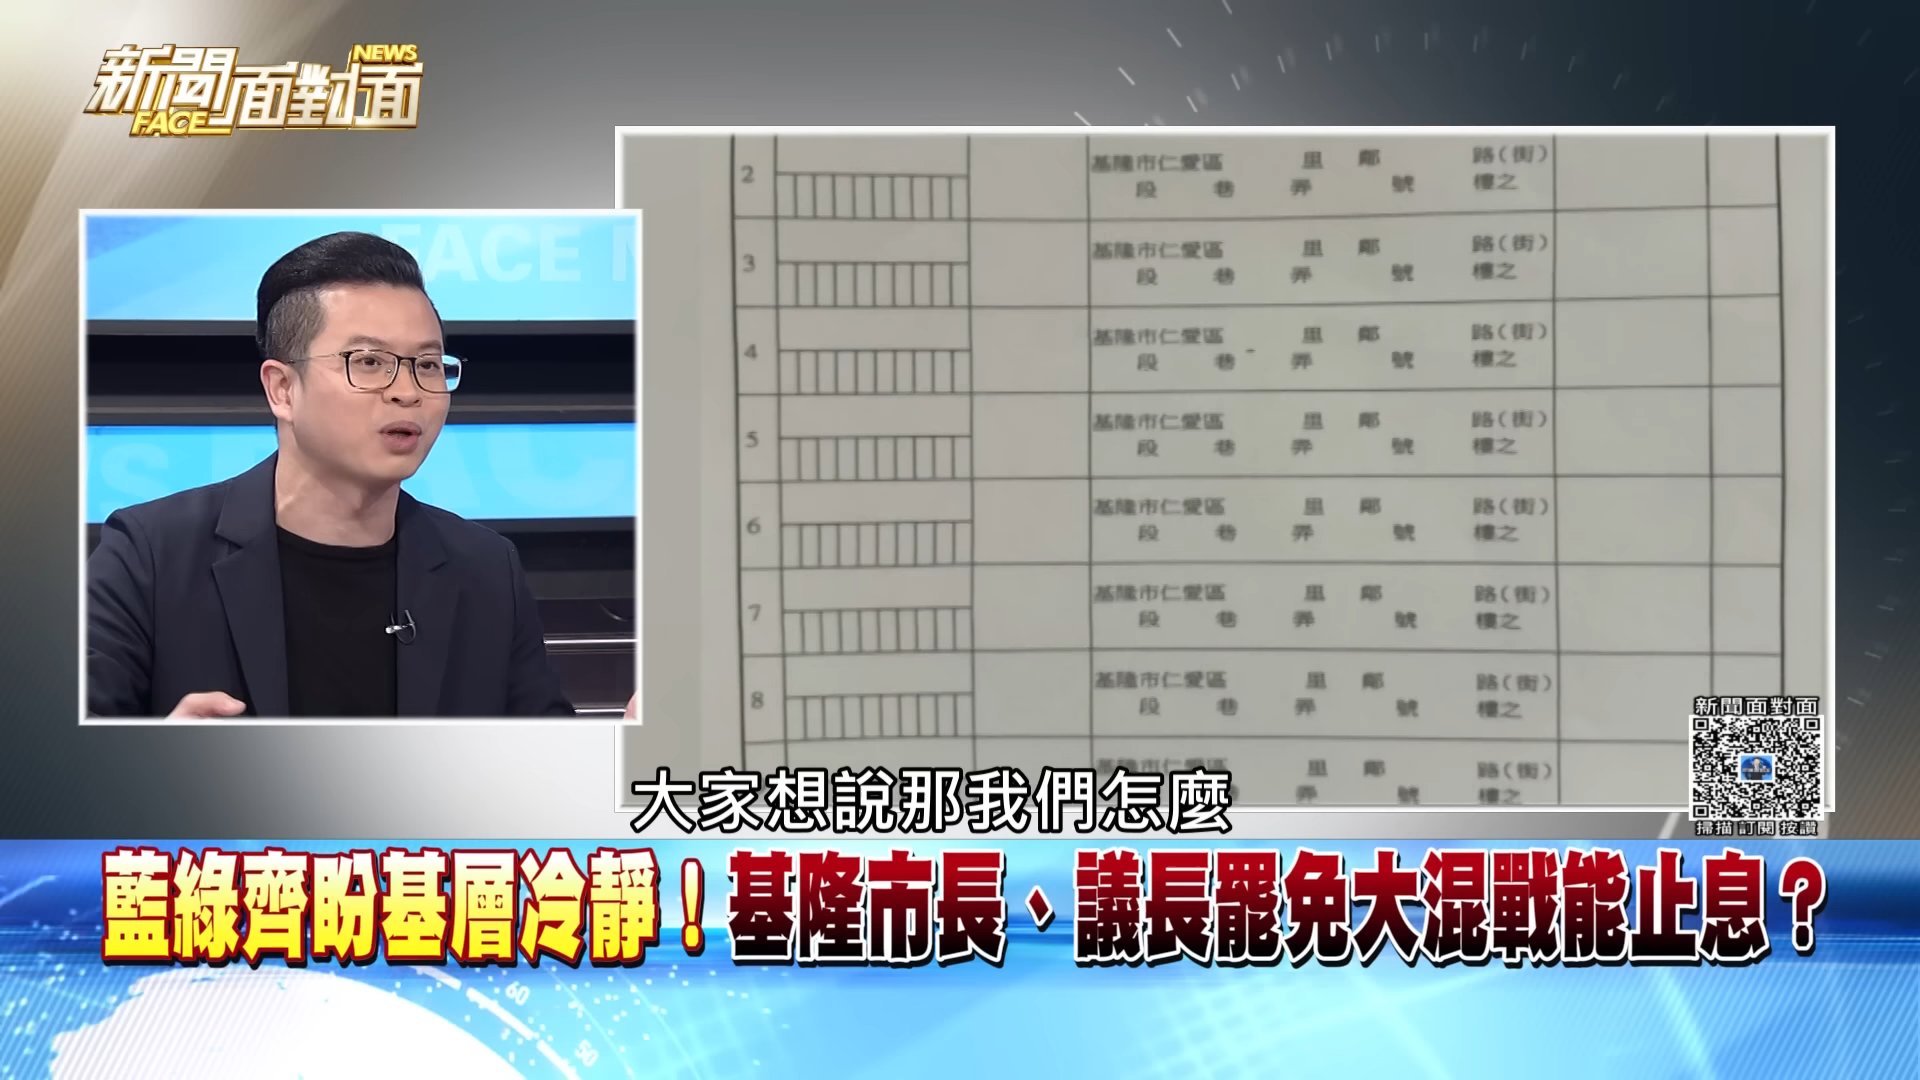 新聞面對面
NEWS
FACE
FACE N
2
基隆市仁愛區 里 鄰 路(街)
段 巷 弄 號 樓之
3
基隆市仁愛區 里 鄰 路(街)
段 巷 弄 號 樓之
4
基隆市仁愛區 里 鄰 路(街)
段 巷 弄 號 樓之
5
基隆市仁愛區 里 鄰 路(街)
段 巷 弄 號 樓之
6
基隆市仁愛區 里 鄰 路(街)
段 巷 弄 號 樓之
7
基隆市仁愛區 里 鄰 路(街)
段 巷 弄 號 樓之
8
基隆市仁愛區 里 鄰 路(街)
段 巷 弄 號 樓之
基隆市仁愛區 里 鄰 路(街)
弄 號 樓之
新聞面對面
掃描訂閱按讚
大家想說那我們怎麼
藍綠齊盼基層冷靜！基隆市長、議長罷免大混戰能止息？
60
50